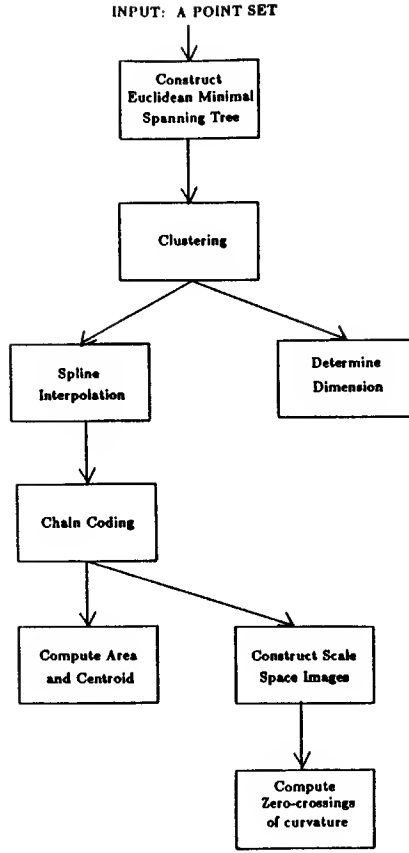 INPUT: A POINT SET
Construct
Euclidean Minimal
Spanning Tree
Clustering
Spline
Interpolation
Determine
Dimension
Chain Coding
Compute Area
and Centroid
Construct Scale
Space Images
Compute
Zero-crossings
of curvature